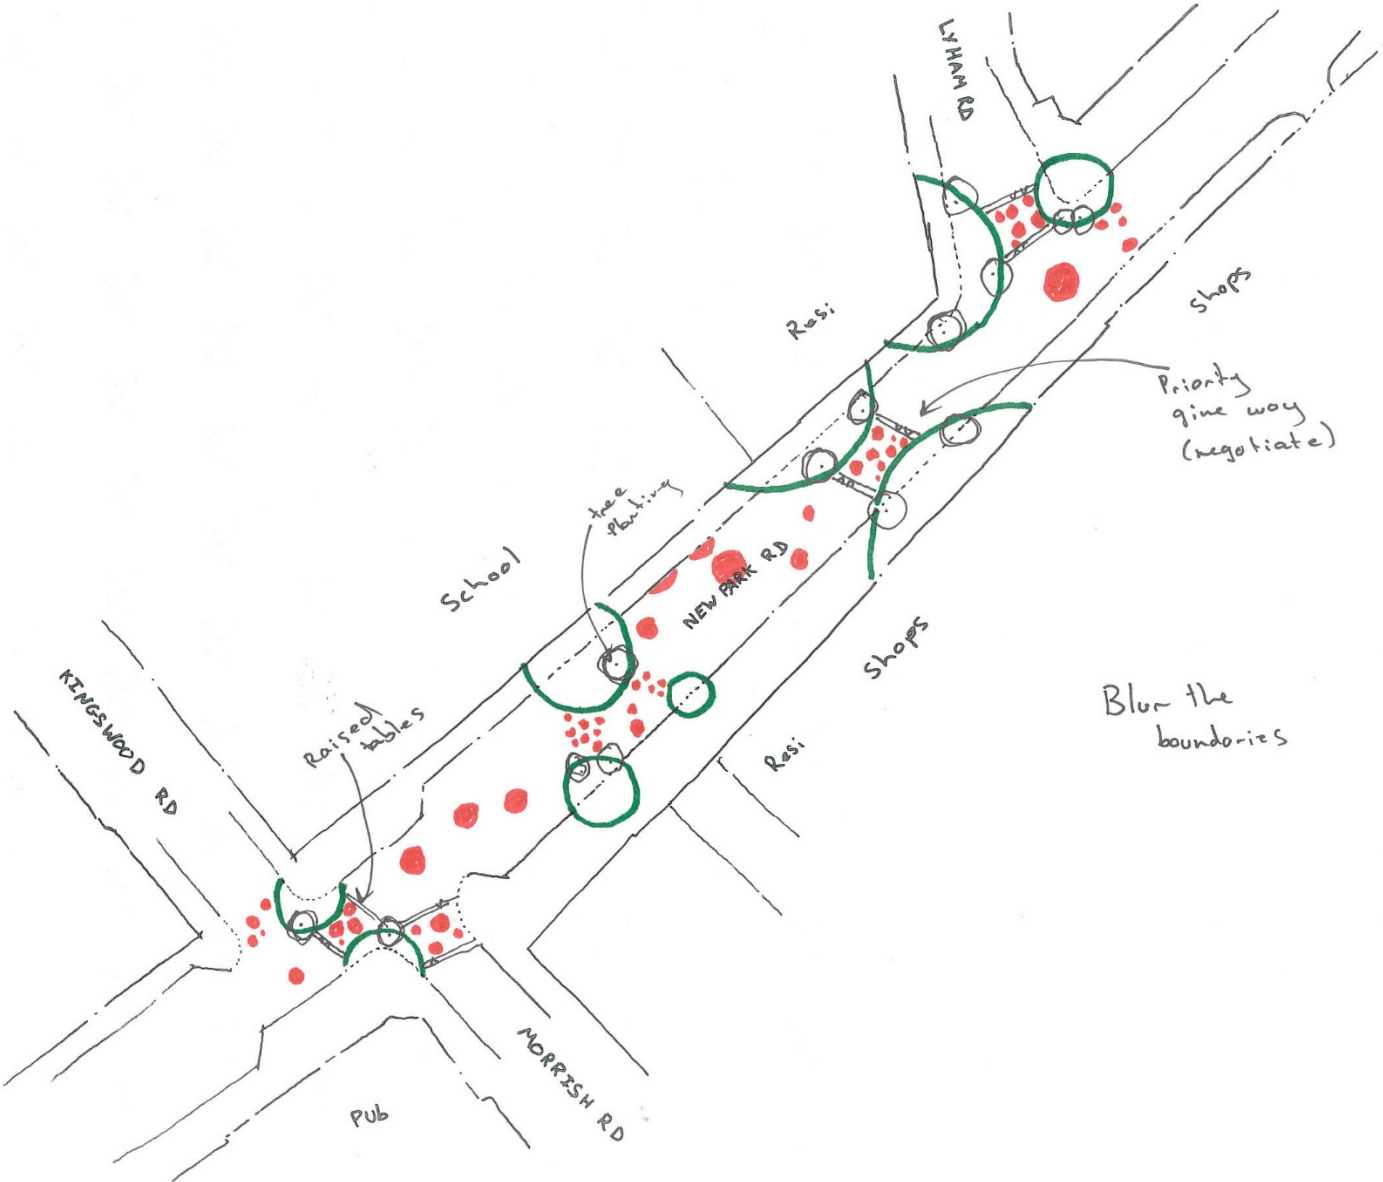 LYHAM RD
Shops
Resi
Priority
give way
(negotiate)
tree
planting
School
NEW PARK RD
Shops
KINGSWOOD RD
Raised
tables
Resi
Blur the
boundaries
MORRISH RD
PUB